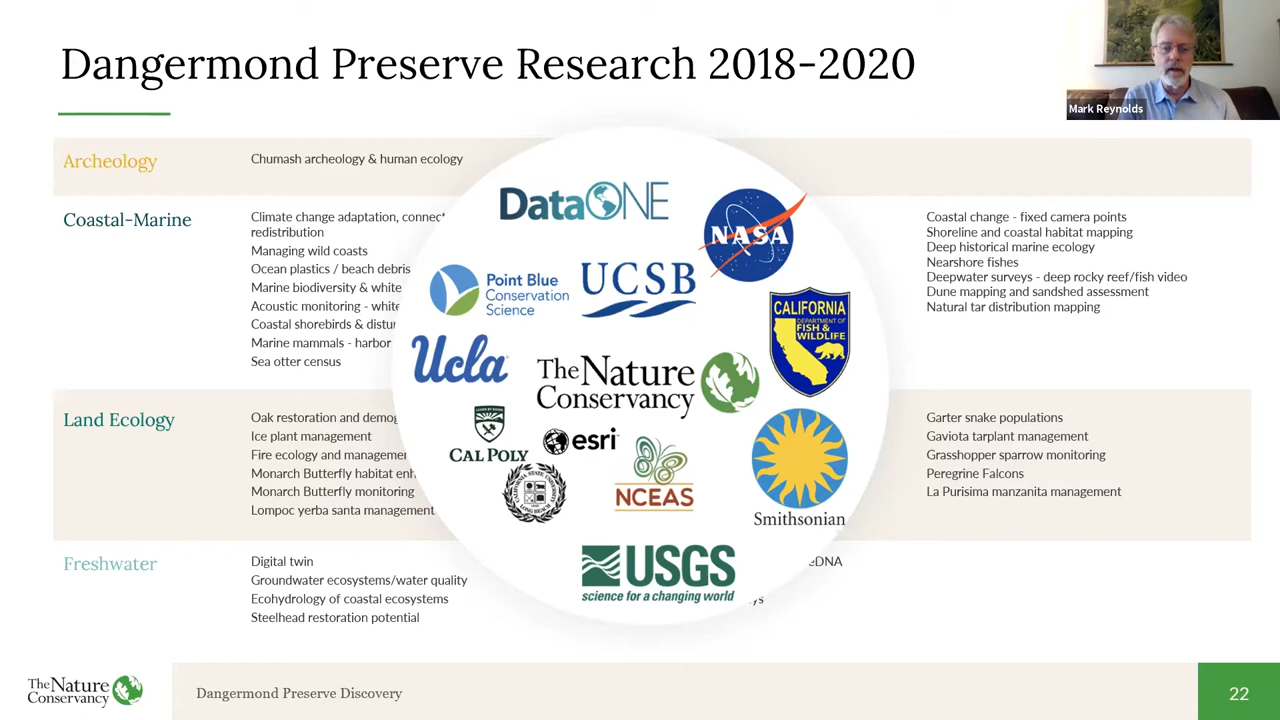 Dangermond Preserve Research 2018-2020
Mark Reynolds
Archeology
Chumash archeology & human ecology
Coastal-Marine
Climate change adaptation,
redistribution
Managing wild coasts
Ocean plastics / beach debris
Marine biodiversity & white
Acoustic monitoring - white
Coastal shorebirds &
Marine mammals - harbor
Sea otter census
Coastal change - fixed camera points
Shoreline and coastal habitat mapping
Deep historical marine ecology
Nearshore fishes
Deepwater surveys - deep rocky reef/fish video
Dune mapping and sandshed assessment
Natural tar distribution mapping
Land Ecology
Oak restoration and
Ice plant management
Fire ecology and
Monarch Butterfly habitat
Monarch Butterfly monitoring
Lompoc yerba santa management
Garter snake populations
Gaviota tarplant management
Grasshopper sparrow monitoring
Peregrine Falcons
La Purisima manzanita management
Freshwater
Digital twin
Groundwater ecosystems/water quality
Ecohydrology of coastal ecosystems
Steelhead restoration potential
eDNA
DataONE
NASA
Point Blue
Conservation
Science
UCSB
CALIFORNIA
DEPARTMENT OF
FISH &
WILDLIFE
Ucla
The Nature
Conservancy
CAL POLY
esri
CALIFORNIA STATE UNIVERSITY
LONG BEACH
NCEAS
Smithsonian
USGS
science for a changing world
The Nature
Conservancy
Dangermond Preserve Discovery
22